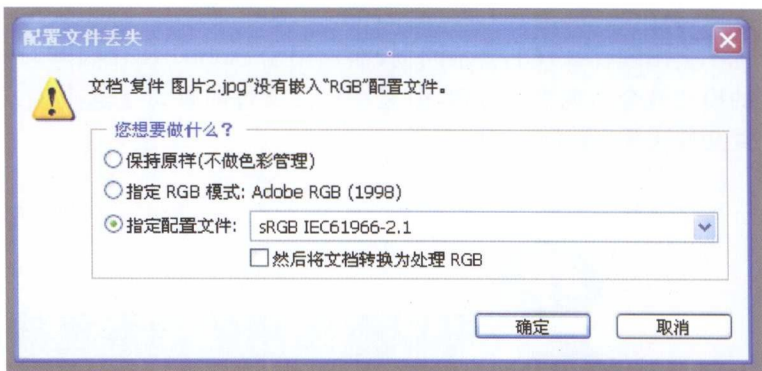 配置文件丢失
文档“复件 图片2.jpg”没有嵌入“RGB”配置文件。
您想要做什么？
保持原样(不做色彩管理)
指定 RGB 模式: Adobe RGB (1998)
指定配置文件: sRGB IEC61966-2.1
然后将文档转换为处理 RGB
确定 取消